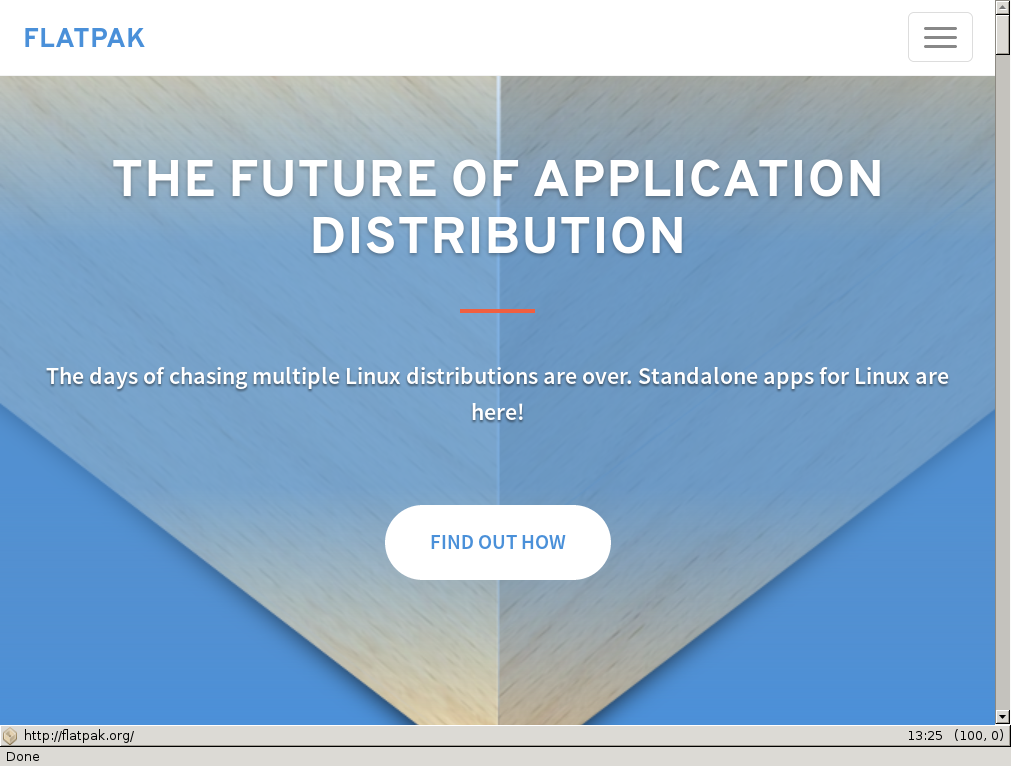 FLATPAK
THE FUTURE OF APPLICATION
DISTRIBUTION
The days of chasing multiple Linux distributions are over. Standalone apps for Linux are
here!
FIND OUT HOW
http://flatpak.org/ 13:25 (100, 0)
Done